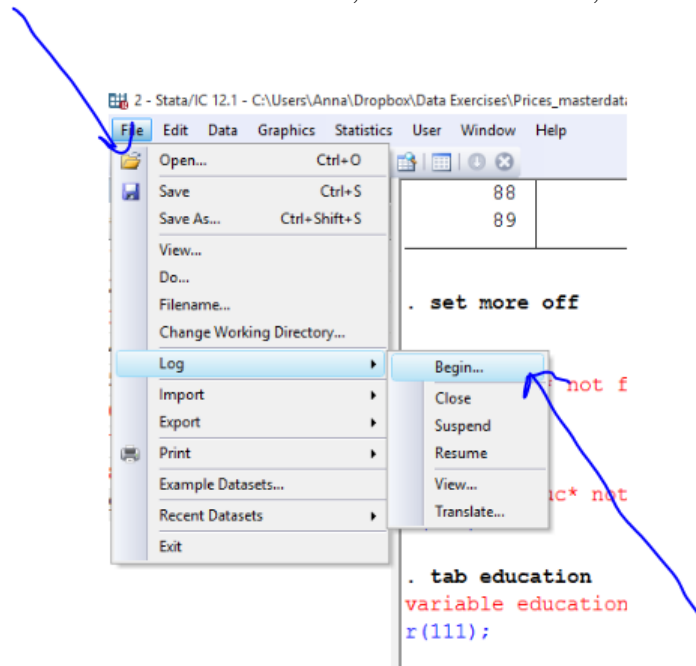 2 - Stata/IC 12.1 - C:\Users\Anna\Dropbox\Data Exercises\Prices_masterdata
File Edit Data Graphics Statistics User Window Help
Open... Ctrl+O
Save Ctrl+S
88
Save As... Ctrl+Shift+S
89
View...
Do...
Filename...
. set more off
Change Working Directory...
Log
Begin...
not f
Import
Close
Export
Suspend
Print
Resume
Example Datasets...
View...
uc* not
Recent Datasets
Translate...
Exit
. tab education
variable education
r(111);